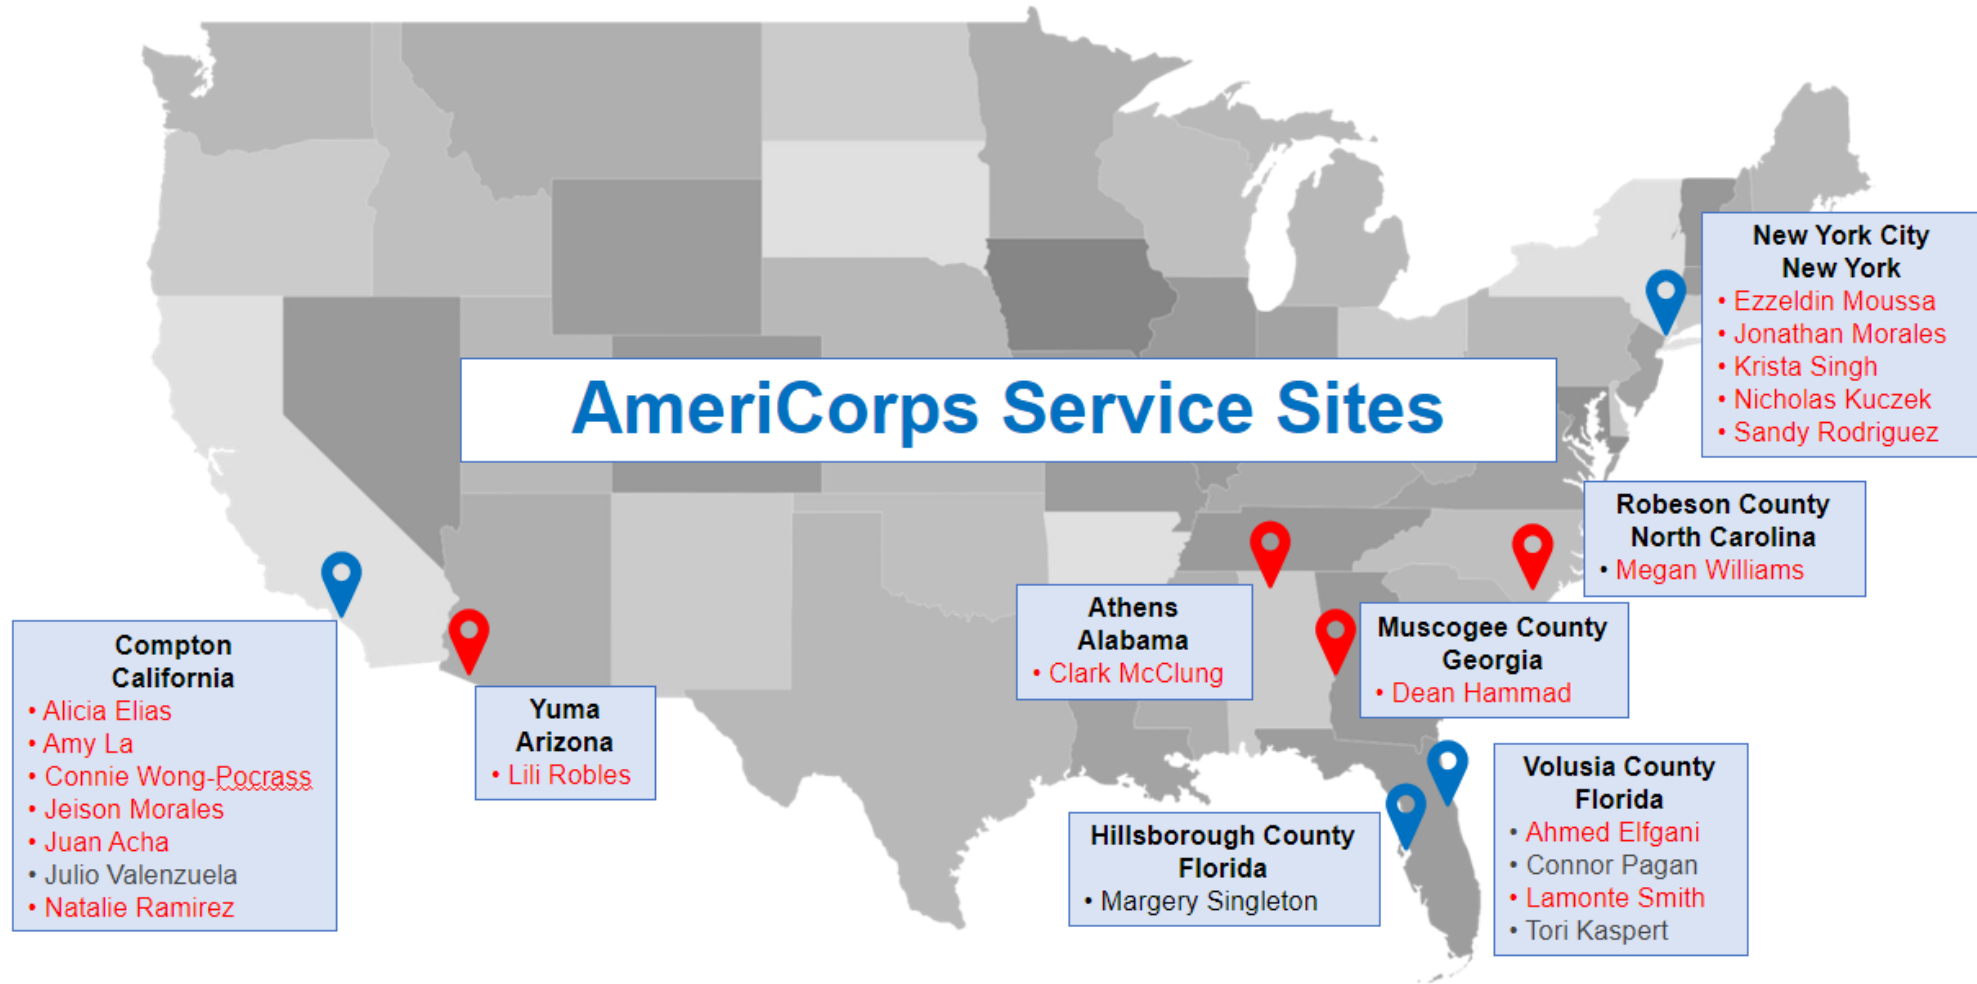 AmeriCorps Service Sites
New York City
New York
• Ezzeldin Moussa
• Jonathan Morales
• Krista Singh
• Nicholas Kuczek
• Sandy Rodriguez
Robeson County
North Carolina
• Megan Williams
Athens
Alabama
• Clark McClung
Muscogee County
Georgia
• Dean Hammad
Compton
California
• Alicia Elias
• Amy La
• Connie Wong-Pocrass
• Jeison Morales
• Juan Acha
• Julio Valenzuela
• Natalie Ramirez
Yuma
Arizona
• Lili Robles
Hillsborough County
Florida
• Margery Singleton
Volusia County
Florida
• Ahmed Elfgani
• Connor Pagan
• Lamonte Smith
• Tori Kaspert